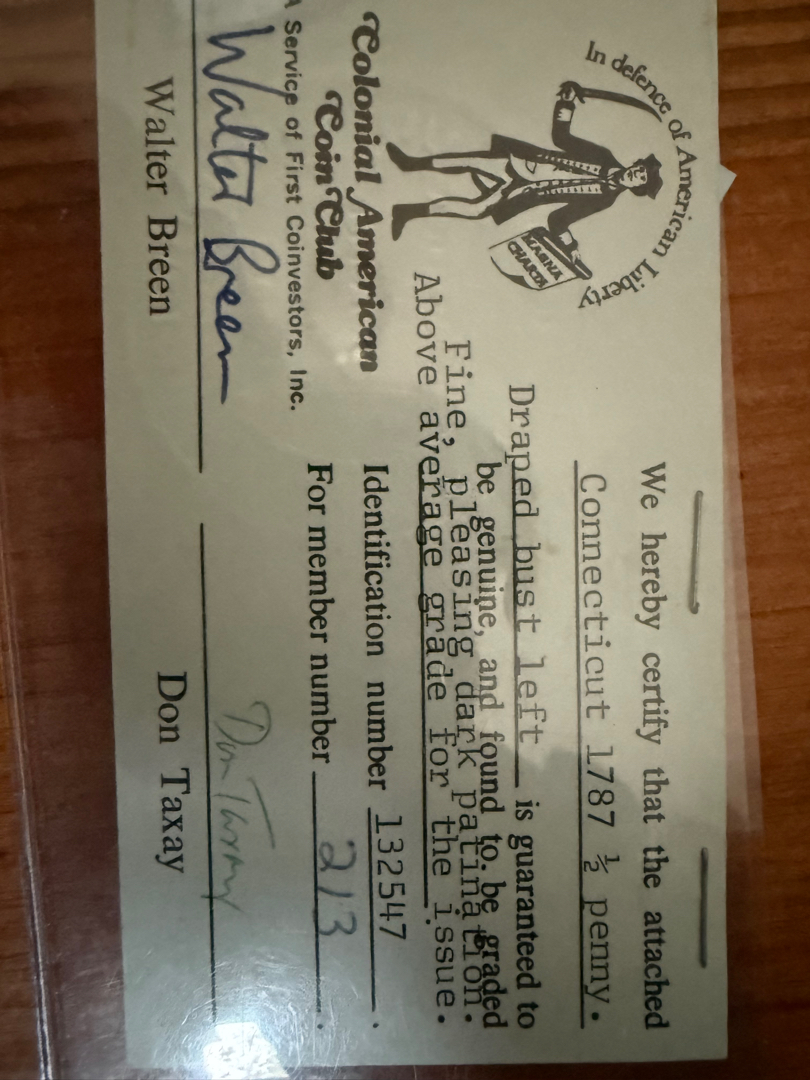 In defence of American Liberty
MAGNA
CHARTA
We hereby certify that the attached
Connecticut 1787 ½ penny.
Draped bust left is guaranteed to
be genuine, and found to be graded
Fine, pleasing dark patination.
Above average grade for the issue.
Colonial American
Coin Club
A Service of First Coinvestors, Inc.
Identification number 132547.
For member number 213.
Walter Breen
Don Taxay
Walter Breen
Don Taxay